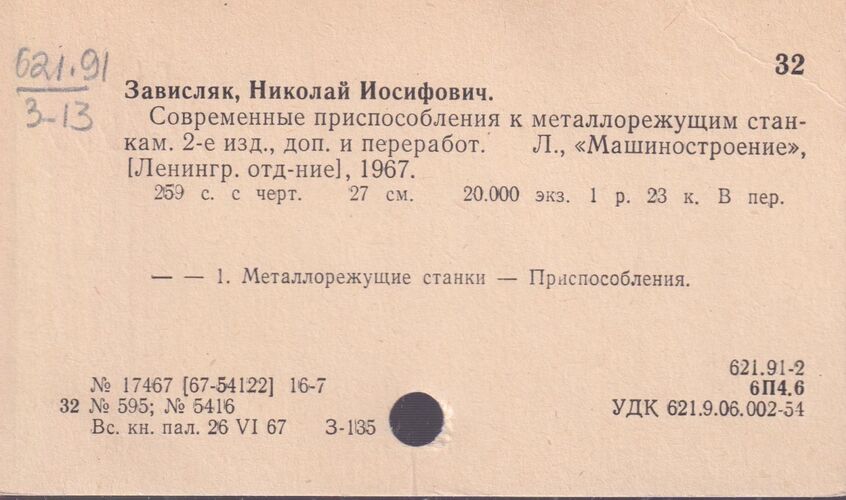 621.91
З-13
32
Зависляк, Николай Иосифович.
Современные приспособления к металлорежущим стан-
кам. 2-е изд., доп. и переработ. Л., «Машиностроение»,
[Ленингр. отд-ние], 1967.
259 с. с черт. 27 см. 20.000 экз. 1 р. 23 к. В пер.
— — 1. Металлорежущие станки — Приспособления.
621.91-2
№ 17467 [67-54122] 16-7
6П4.6
32 № 595; № 5416
УДК 621.9.06.002-54
Вс. кн. пал. 26 VI 67 З-135